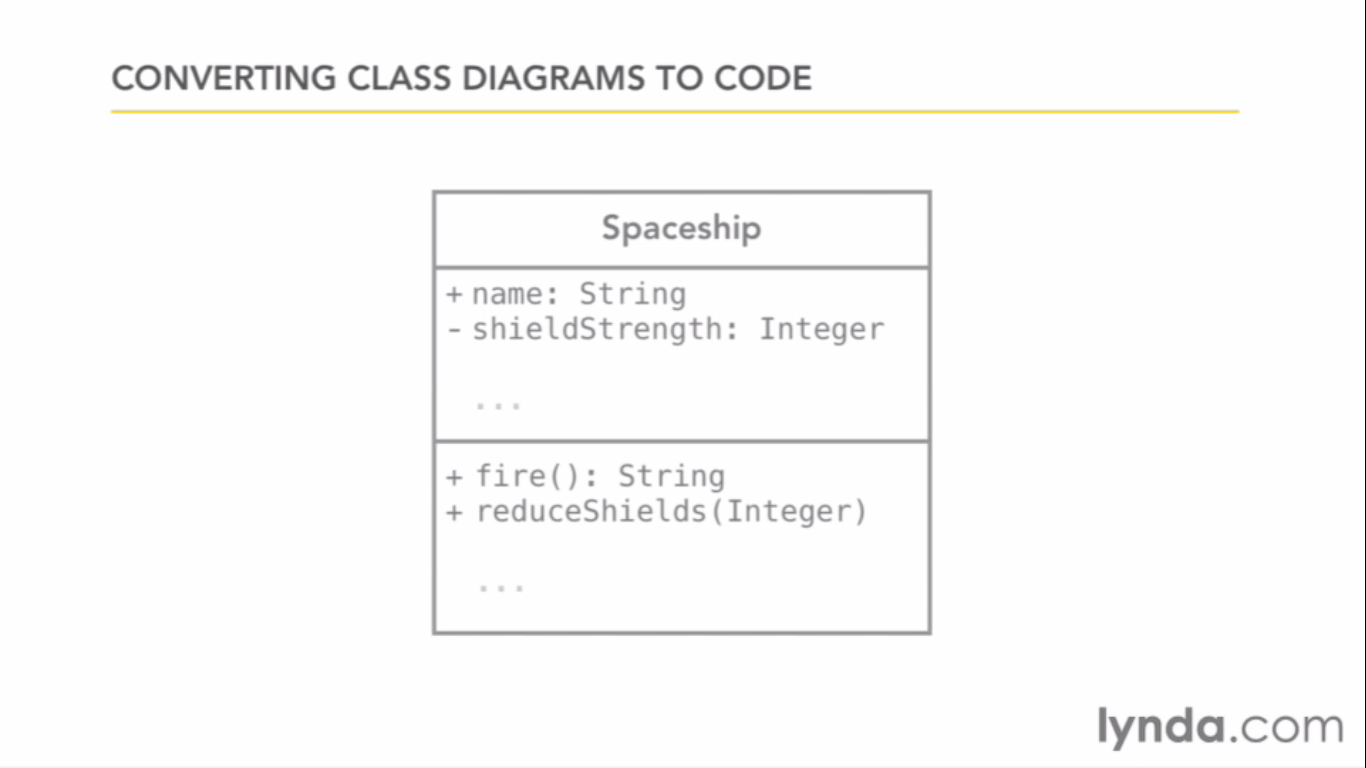 CONVERTING CLASS DIAGRAMS TO CODE
Spaceship
+ name: String
- shieldStrength: Integer
...
+ fire(): String
+ reduceShields(Integer)
...
lynda.com